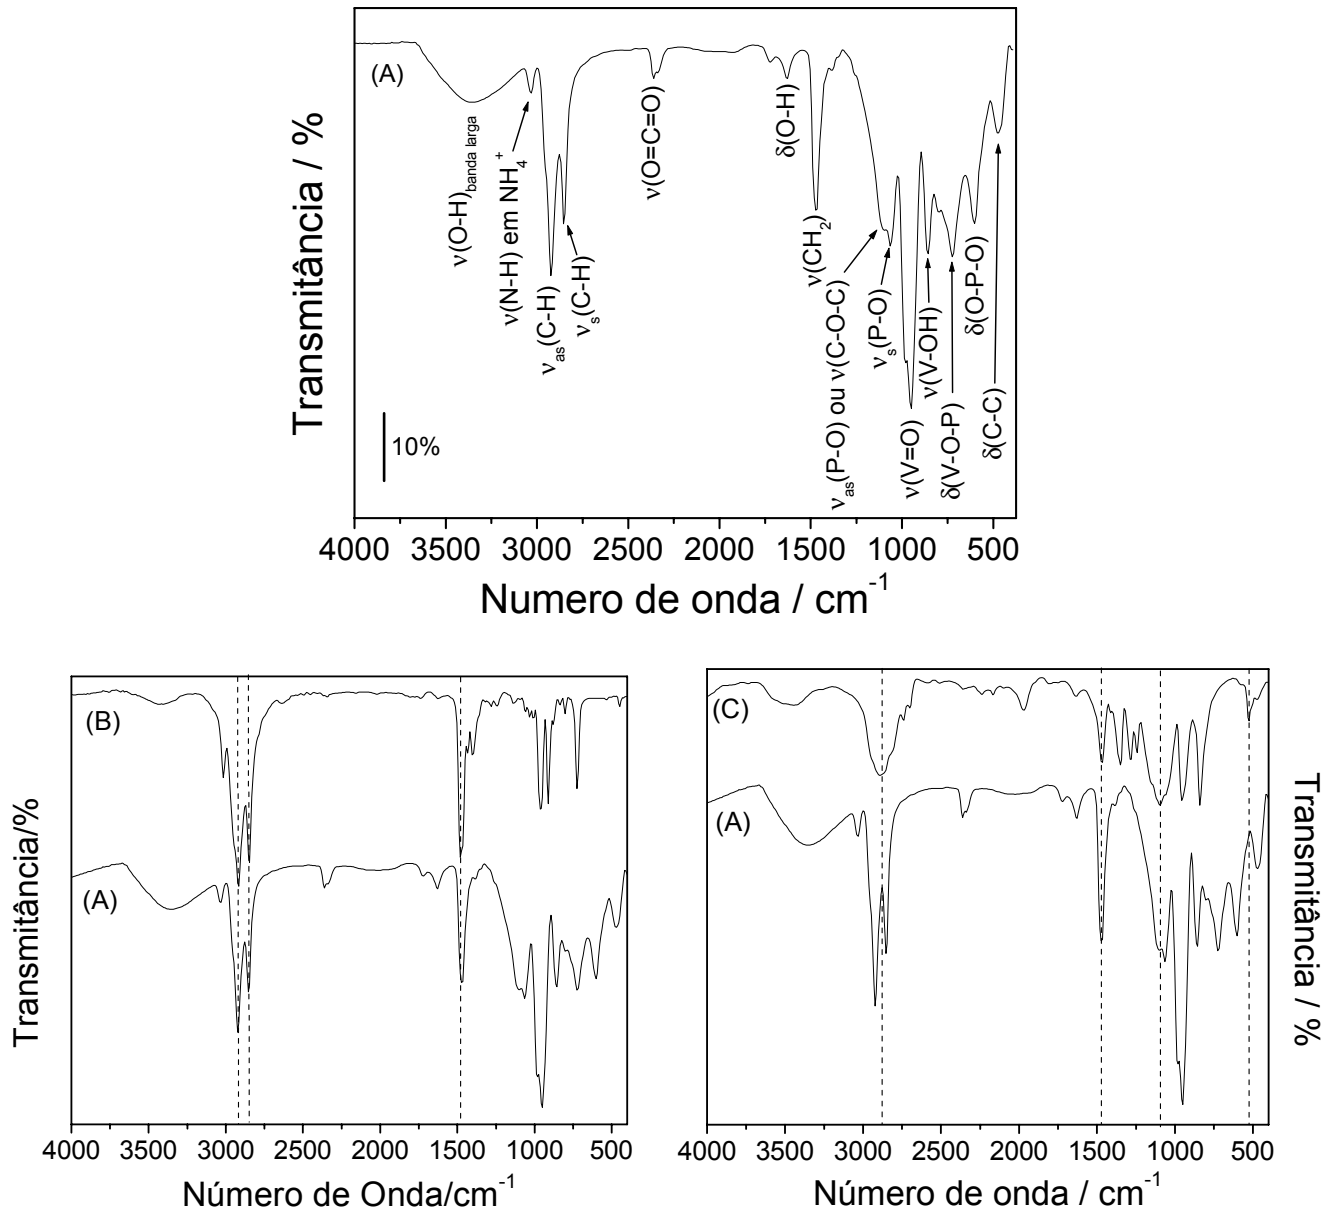 (A)
Transmitância / %
10%
ν(O-H)banda larga
ν(N-H) em NH4+
νas(C-H)
νs(C-H)
ν(O=C=O)
δ(O-H)
ν(CH2)
νas(P-O) ou ν(C-O-C)
νs(P-O)
ν(V=O)
ν(V-OH)
δ(V-O-P)
δ(O-P-O)
δ(C-C)
4000 3500 3000 2500 2000 1500 1000 500
Numero de onda / cm-1
(B)
(A)
Transmitância/%
4000 3500 3000 2500 2000 1500 1000 500
Número de Onda/cm-1
(C)
(A)
Transmitância / %
4000 3500 3000 2500 2000 1500 1000 500
Número de onda / cm-1